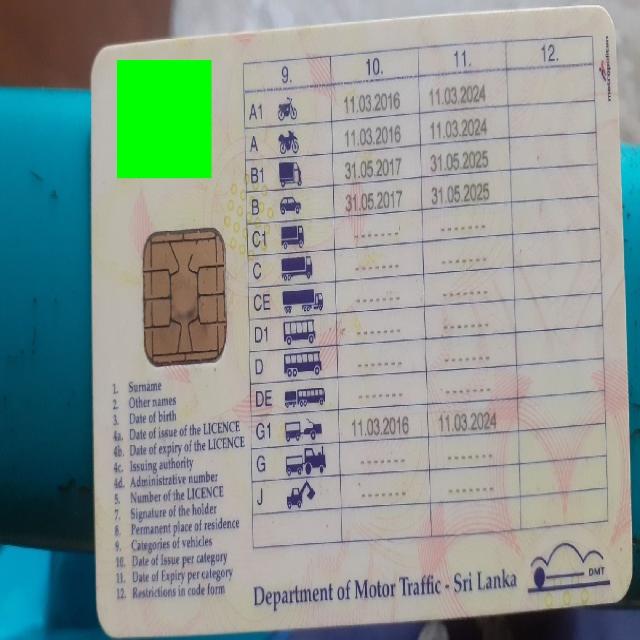 9. 10. 11. 12.
A1 11.03.2016 11.03.2024
A 11.03.2016 11.03.2024
B1 31.05.2017 31.05.2025
B 31.05.2017 31.05.2025
C1 ------- -------
C ------- -------
CE ------- -------
D1 ------- -------
D ------- -------
DE ------- -------
G1 11.03.2016 11.03.2024
G ------- -------
J ------- -------
1. Surname
2. Other names
3. Date of birth
4a. Date of issue of the LICENCE
4b. Date of expiry of the LICENCE
4c. Issuing authority
4d. Administrative number
5. Number of the LICENCE
7. Signature of the holder
8. Permanent place of residence
9. Categories of vehicles
10. Date of Issue per category
11. Date of Expiry per category
12. Restrictions in code form
Department of Motor Traffic - Sri Lanka
DMT